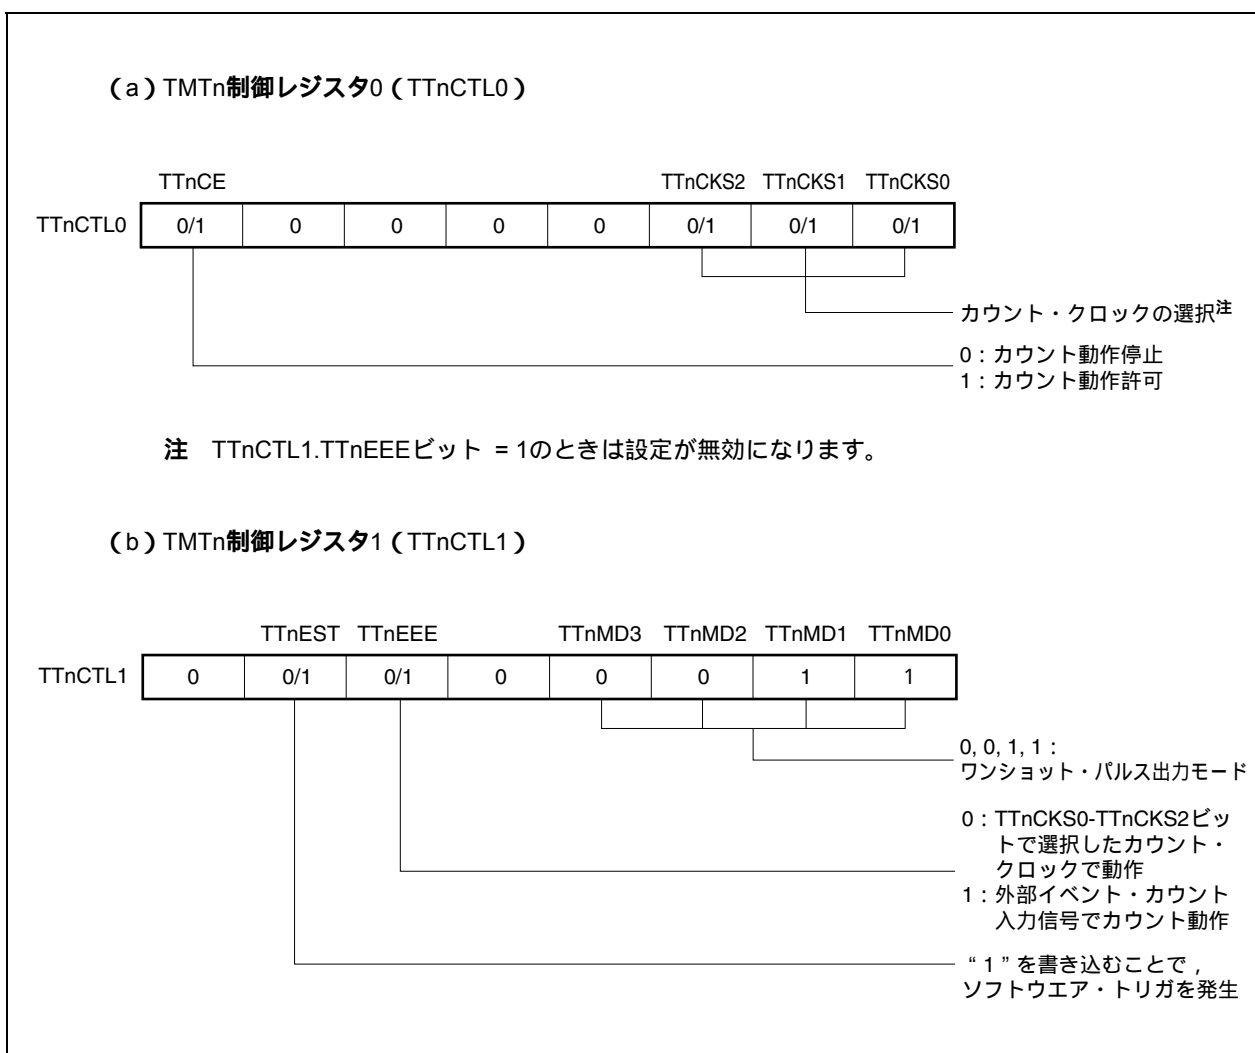 (a)TMTn制御レジスタ0(TTnCTL0)
TTnCE TTnCKS2 TTnCKS1 TTnCKS0
TTnCTL0 0/1 0 0 0 0 0/1 0/1 0/1
カウント・クロックの選択注
0:カウント動作停止
1:カウント動作許可
注 TTnCTL1.TTnEEEビット = 1のときは設定が無効になります。
(b)TMTn制御レジスタ1(TTnCTL1)
TTnEST TTnEEE TTnMD3 TTnMD2 TTnMD1 TTnMD0
TTnCTL1 0 0/1 0/1 0 0 0 1 1
0, 0, 1, 1:
ワンショット・パルス出力モード
0:TTnCKS0-TTnCKS2ビッ
トで選択したカウント・
クロックで動作
1:外部イベント・カウント
入力信号でカウント動作
“1”を書き込むことで,
ソフトウエア・トリガを発生